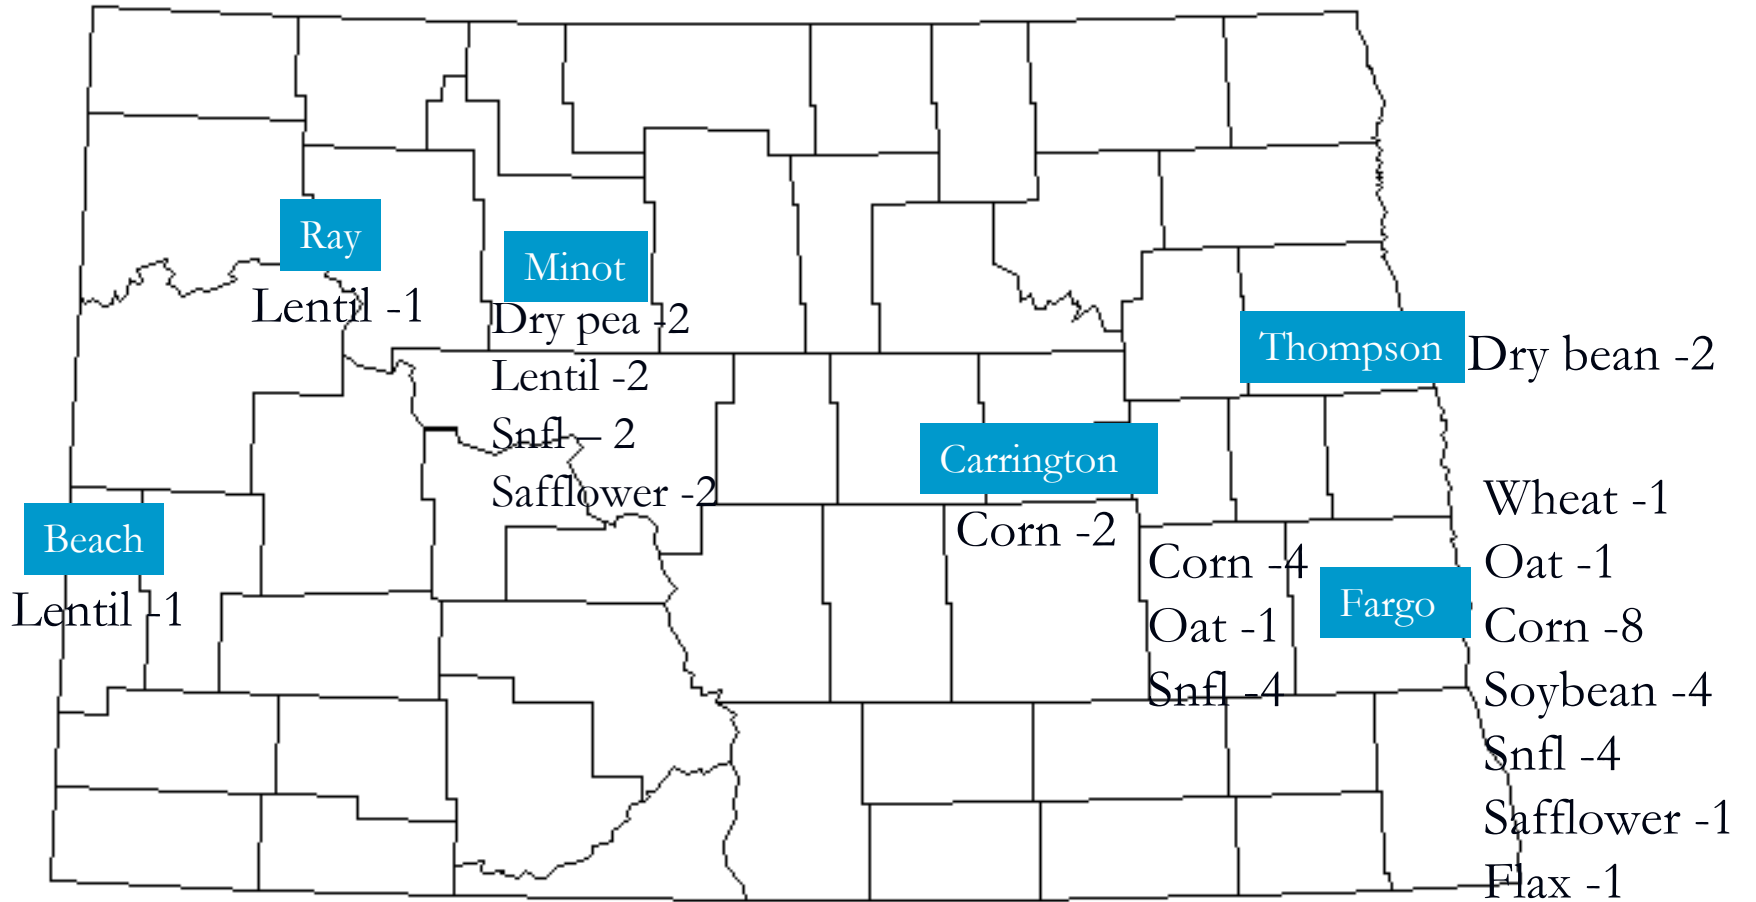 Ray
Lentil -1
Minot
Dry pea -2
Lentil -2
Snfl – 2
Safflower -2
Thompson
Dry bean -2
Carrington
Corn -2
Beach
Lentil -1
Corn -4
Oat -1
Snfl -4
Fargo
Wheat -1
Oat -1
Corn -8
Soybean -4
Snfl -4
Safflower -1
Flax -1